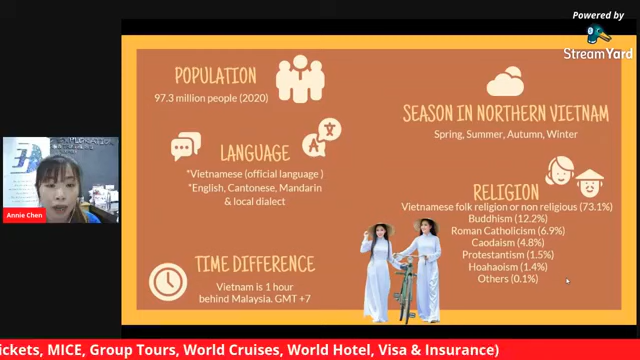 Powered by
StreamYard
POPULATION
97.3 million people (2020)
LANGUAGE
*Vietnamese (official language )
*English, Cantonese, Mandarin
& local dialect
TIME DIFFERENCE
Vietnam is 1 hour
behind Malaysia. GMT +7
SEASON IN NORTHERN VIETNAM
Spring, Summer, Autumn, Winter
RELIGION
Vietnamese folk religion or non religious (73.1%)
Buddhism (12.2%)
Roman Catholicism (6.9%)
Caodaism (4.8%)
Protestantism (1.5%)
Hoahaoism (1.4%)
Others (0.1%)
Annie Chen
ickets, MICE, Group Tours, World Cruises, World Hotel, Visa & Insurance)